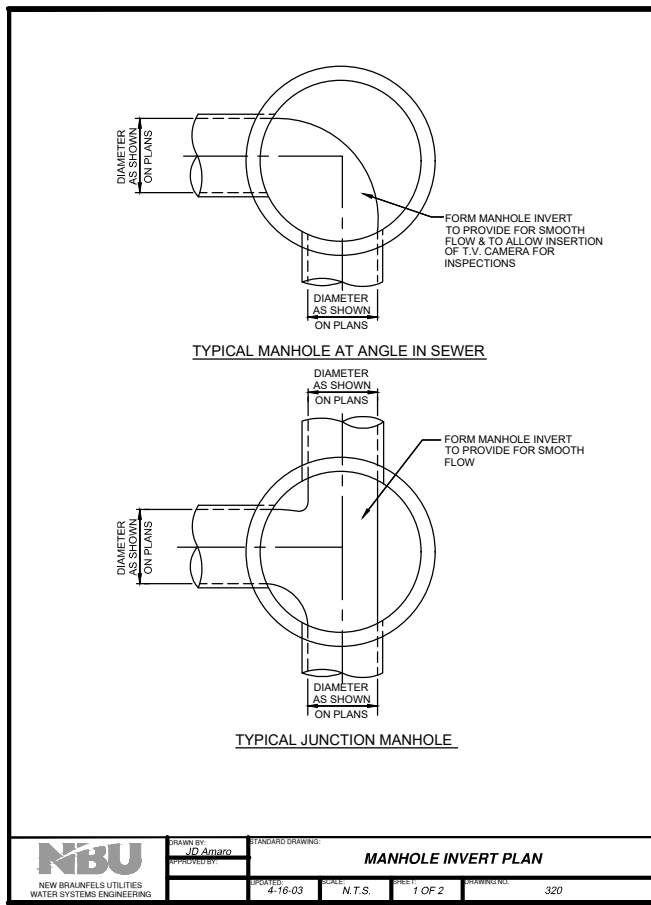 DIAMETER
AS SHOWN
ON PLANS
FORM MANHOLE INVERT
TO PROVIDE FOR SMOOTH
FLOW & TO ALLOW INSERTION
OF T.V. CAMERA FOR
INSPECTIONS
DIAMETER
AS SHOWN
ON PLANS
TYPICAL MANHOLE AT ANGLE IN SEWER
DIAMETER
AS SHOWN
ON PLANS
FORM MANHOLE INVERT
TO PROVIDE FOR SMOOTH
FLOW
DIAMETER
AS SHOWN
ON PLANS
DIAMETER
AS SHOWN
ON PLANS
TYPICAL JUNCTION MANHOLE
NBU
NEW BRAUNFELS UTILITIES
WATER SYSTEMS ENGINEERING
DRAWN BY:
JD Amaro
APPROVED BY:
STANDARD DRAWING:
MANHOLE INVERT PLAN
UPDATED:
4-16-03
SCALE:
N.T.S.
SHEET:
1 OF 2
DRAWING NO.
320